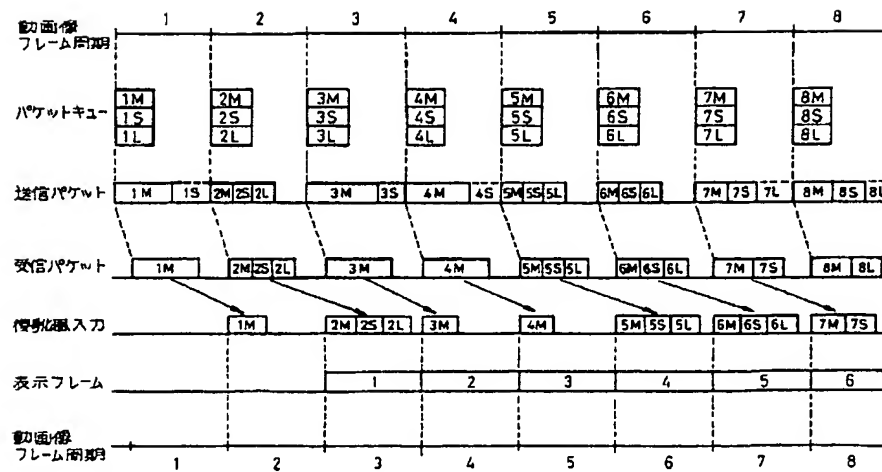 1 2 3 4 5 6 7 8
動画像
フレーム周期
パケットキュー
1M 2M 3M 4M 5M 6M 7M 8M
1S 2S 3S 4S 5S 6S 7S 8S
1L 2L 3L 4L 5L 6L 7L 8L
送信パケット
1M 1S 2M 2S 2L 3M 3S 4M 4S 5M 5S 5L 6M 6S 6L 7M 7S 7L 8M 8S 8L
受信パケット
1M 2M 2S 2L 3M 4M 5M 5S 5L 6M 6S 6L 7M 7S 8M 8L
復号器入力
1M 2M 2S 2L 3M 4M 5M 5S 5L 6M 6S 6L 7M 7S
表示フレーム
1 2 3 4 5 6
動画像
フレーム周期
1 2 3 4 5 6 7 8